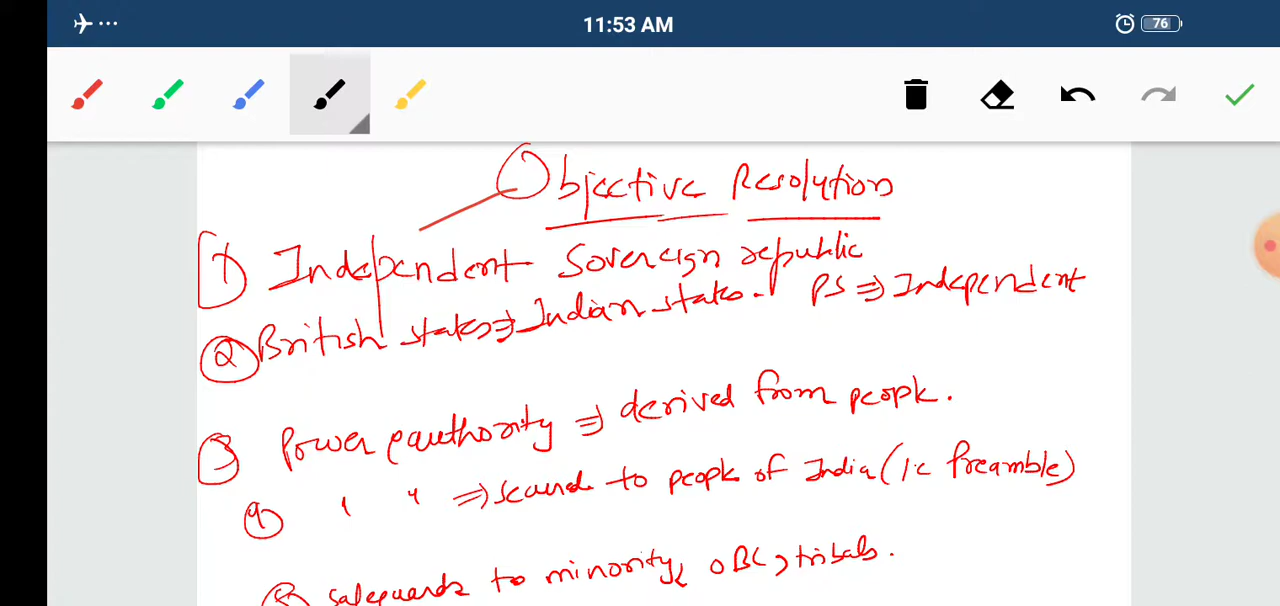 11:53 AM
76
Objective Resolution
1) Independent Sovereign republic
2 British states ⇒ Indian states. PS ⇒ Independent
3 Power & authority ⇒ derived from people.
4 " " ⇒ secured to people of India (ie Preamble)
5 safeguards to minority, OBC, tribals.